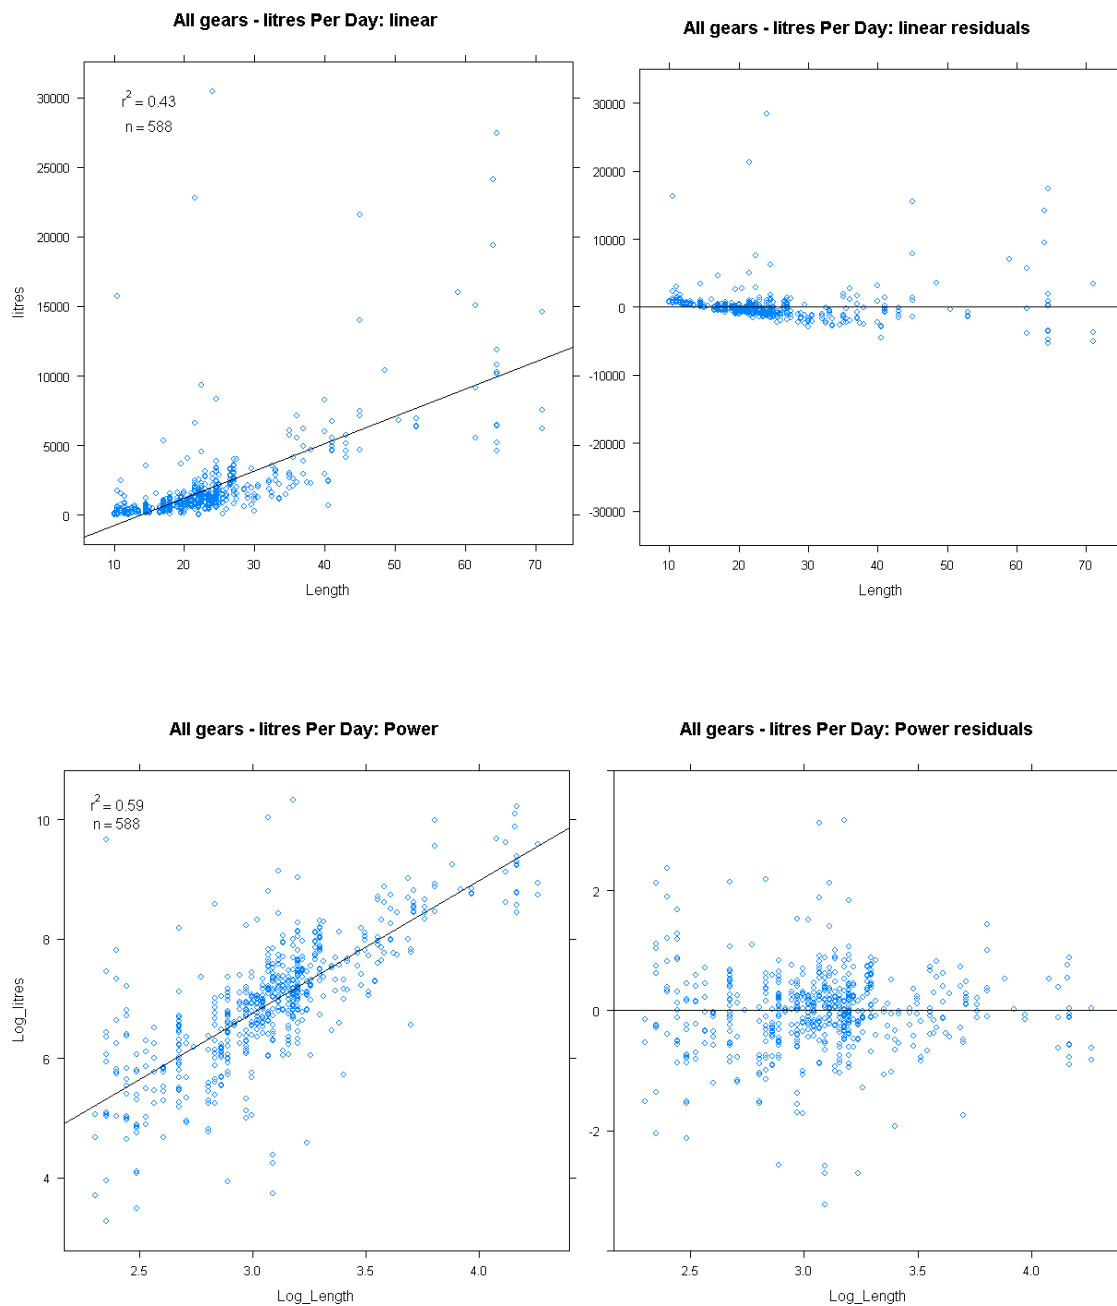 All gears - litres Per Day: linear
r² = 0.43
n = 588
30000
25000
20000
15000
10000
5000
0
litres
10 20 30 40 50 60 70
Length
All gears - litres Per Day: linear residuals
30000
20000
10000
0
-10000
-20000
-30000
10 20 30 40 50 60 70
All gears - litres Per Day: Power
r² = 0.59
n = 588
10
8
6
4
Log_litres
2.5 3.0 3.5 4.0
Log_Length
All gears - litres Per Day: Power residuals
2
0
-2
2.5 3.0 3.5 4.0
Log_Length